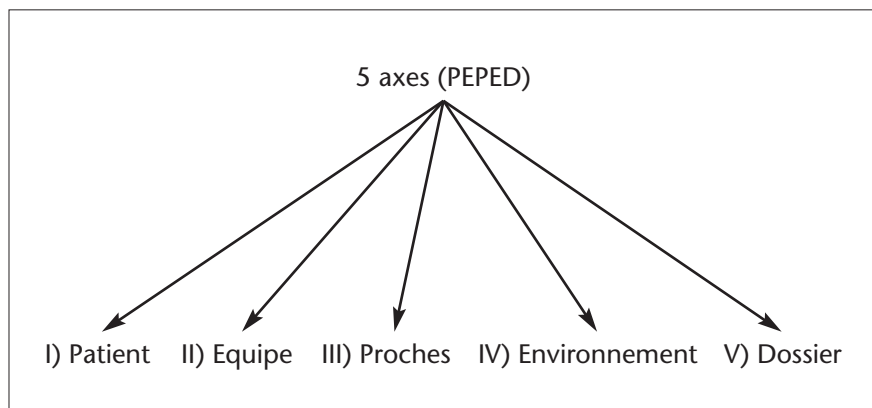 5 axes (PEPED)
I) Patient II) Equipe III) Proches IV) Environnement V) Dossier